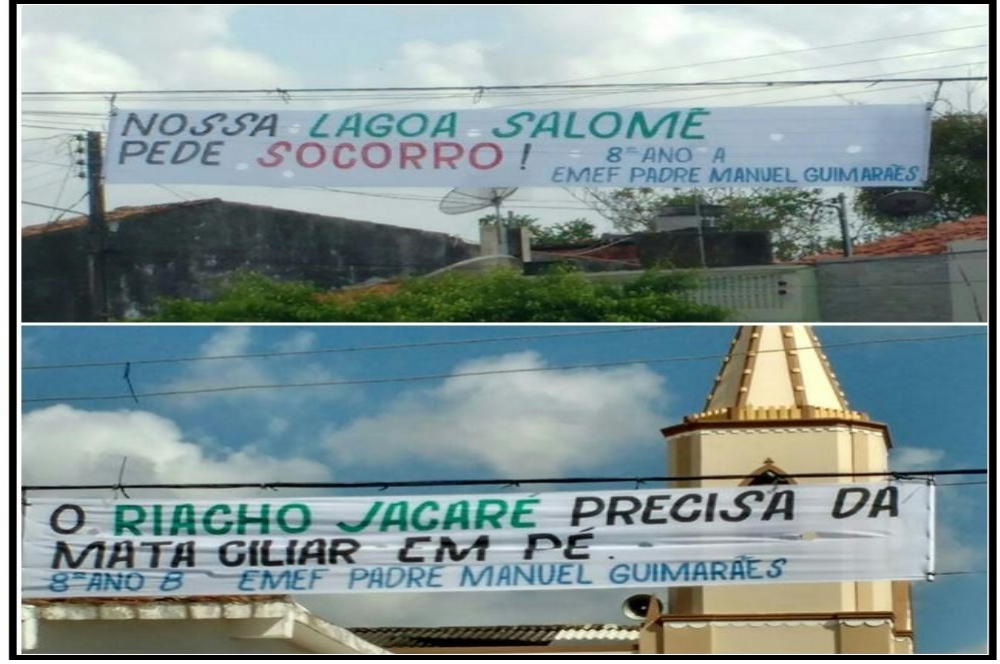 NOSSA LAGOA SALOMÉ
PEDE SOCORRO!
8º ANO A
EMEF PADRE MANUEL GUIMARÃES
O RIACHO JACARÉ PRECISA DA
MATA CILIAR EM PÉ.
8º ANO B EMEF PADRE MANUEL GUIMARÃES